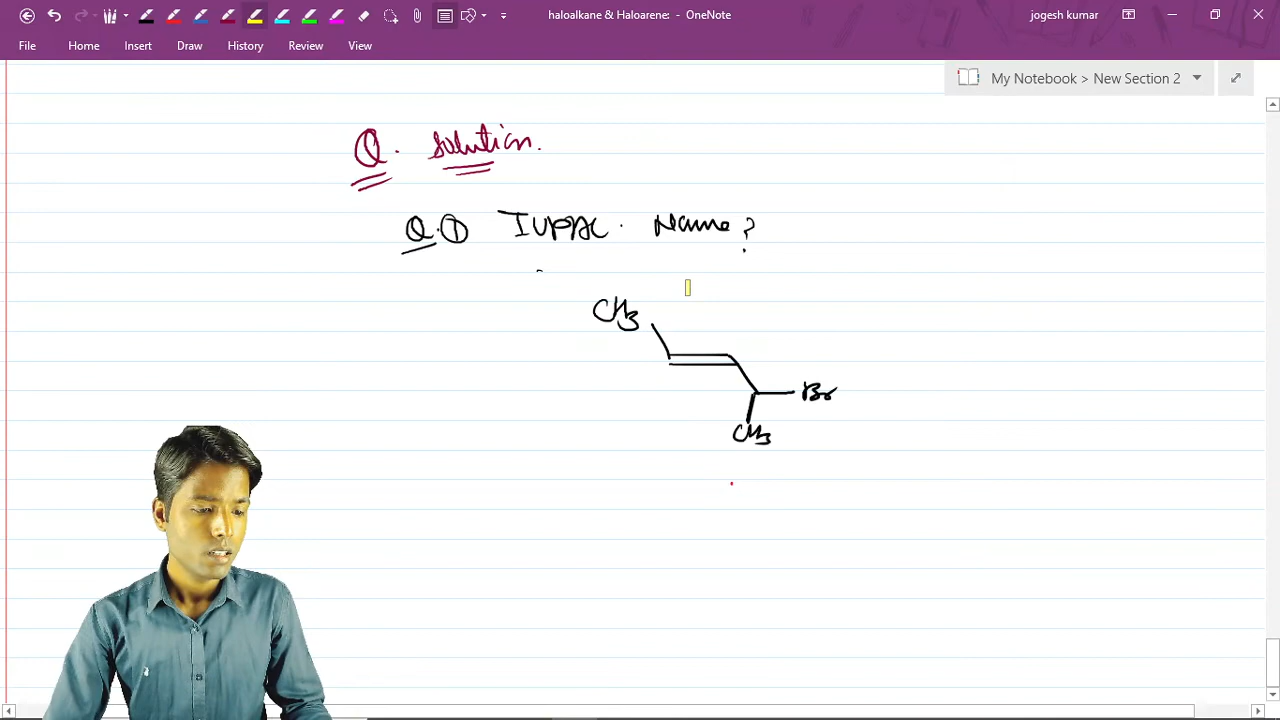 haloalkane & Haloarene: - OneNote
jogesh kumar
File Home Insert Draw History Review View
My Notebook > New Section 2
Q. Solution.
Q.① IUPAC. Name?
CH3
Br
CH3